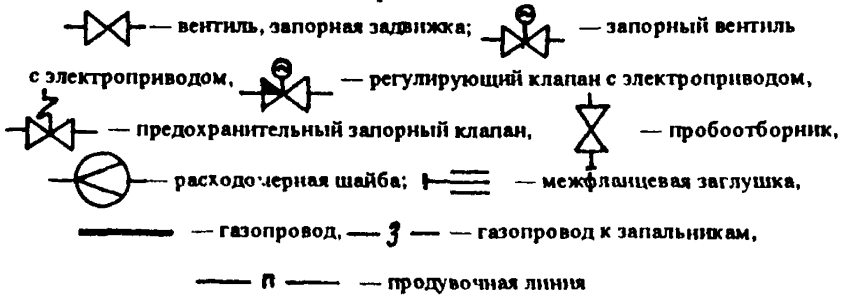 — вентиль, запорная задвижка; — запорный вентиль
с электроприводом, — регулирующий клапан с электроприводом,
— предохранительный запорный клапан, — пробоотборник,
— расходомерная шайба; — межфланцевая заглушка,
— газопровод, — З — — газопровод к запальникам,
— П — — продувочная линия